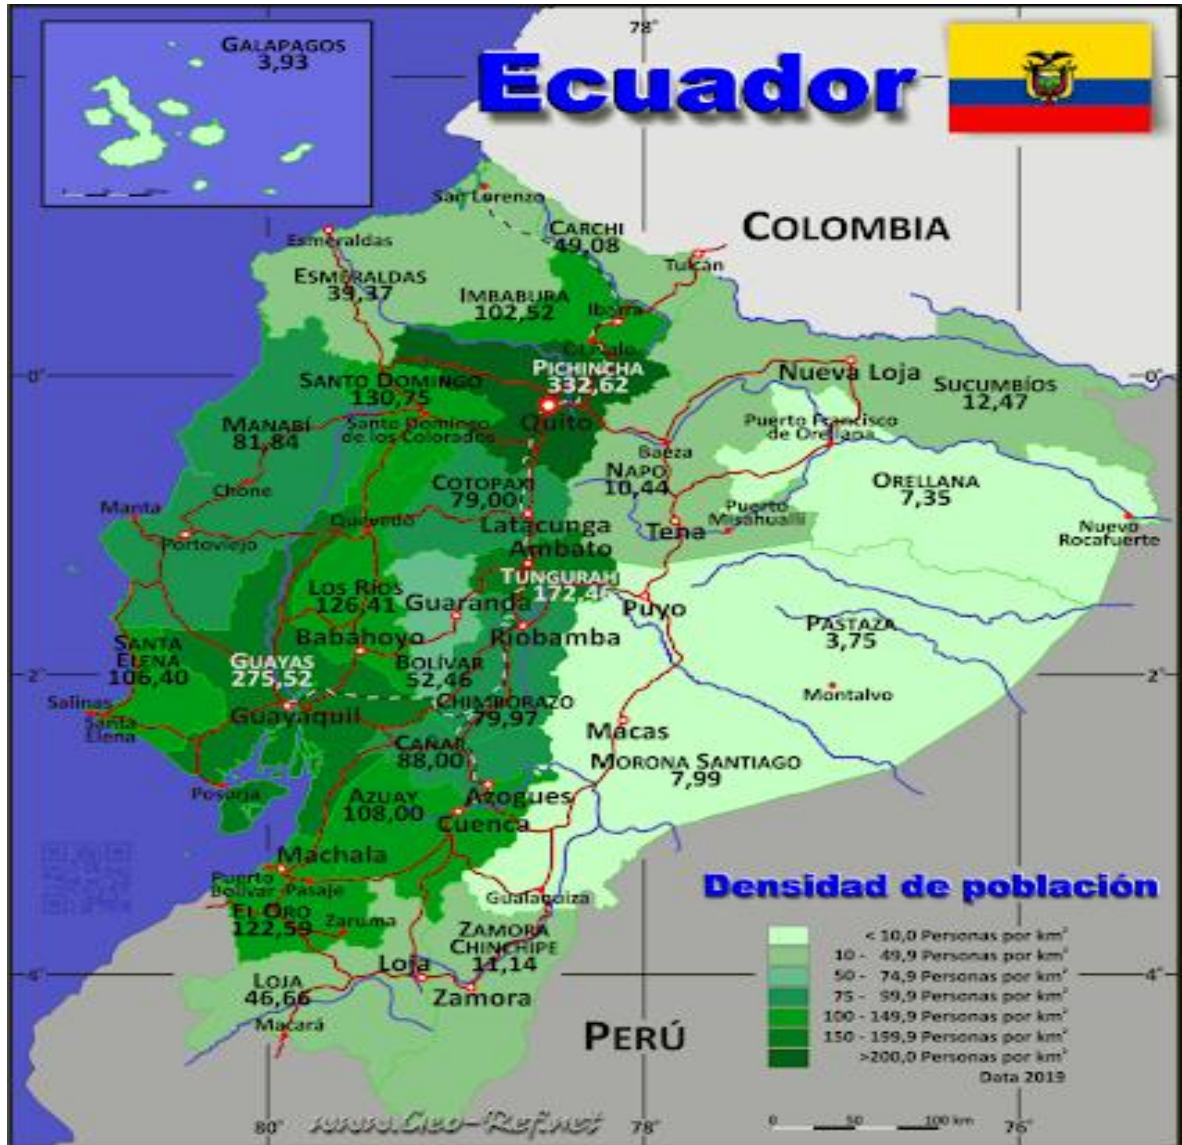 78°
GALAPAGOS
3,93
Ecuador
San Lorenzo
COLOMBIA
CARCHI
49,08
Esmeraldas
Tulcán
ESMERALDAS
39,37
IMBABURA
102,52
Ibarra
Otavalo
0°
PICHINCHA
332,62
0°
SANTO DOMINGO
130,75
Nueva Loja
SUCUMBÍOS
12,47
MANABÍ
81,84
Santo Domingo
de los Colorados
Quito
Puerto Francisco
de Orellana
Baeza
NAPO
10,44
COTOPAXI
79,00
ORELLANA
7,35
Chone
Manta
Quevedo
Latacunga
Puerto
Misahualli
Tena
Nuevo
Rocafuerte
Portoviejo
Ambato
TUNGURAH
172,46
LOS RÍOS
126,41
Guaranda
Puyo
PASTAZA
3,75
Babahoyo
Riobamba
SANTA
ELENA
106,40
GUAYAS
275,52
BOLÍVAR
52,46
2°
2°
Montalvo
Salinas
Santa
Elena
Guayaquil
CHIMBORAZO
79,97
Macas
CAÑAR
88,00
MORONA SANTIAGO
7,99
Posorja
AZUAY
108,00
Azogues
Cuenca
Machala
Puerto
Bolívar
Pasaje
Gualaquiza
EL ORO
122,59
Zaruma
ZAMORA
CHINCHIPE
11,14
Loja
4°
4°
LOJA
46,66
Zamora
Macará
PERÚ
Densidad de población
< 10,0 Personas por km²
10 - 49,9 Personas por km²
50 - 74,9 Personas por km²
75 - 99,9 Personas por km²
100 - 149,9 Personas por km²
150 - 199,9 Personas por km²
>200,0 Personas por km²
Data 2019
0 50 100 km
80°
www.Geo-Ref.net
78°
76°